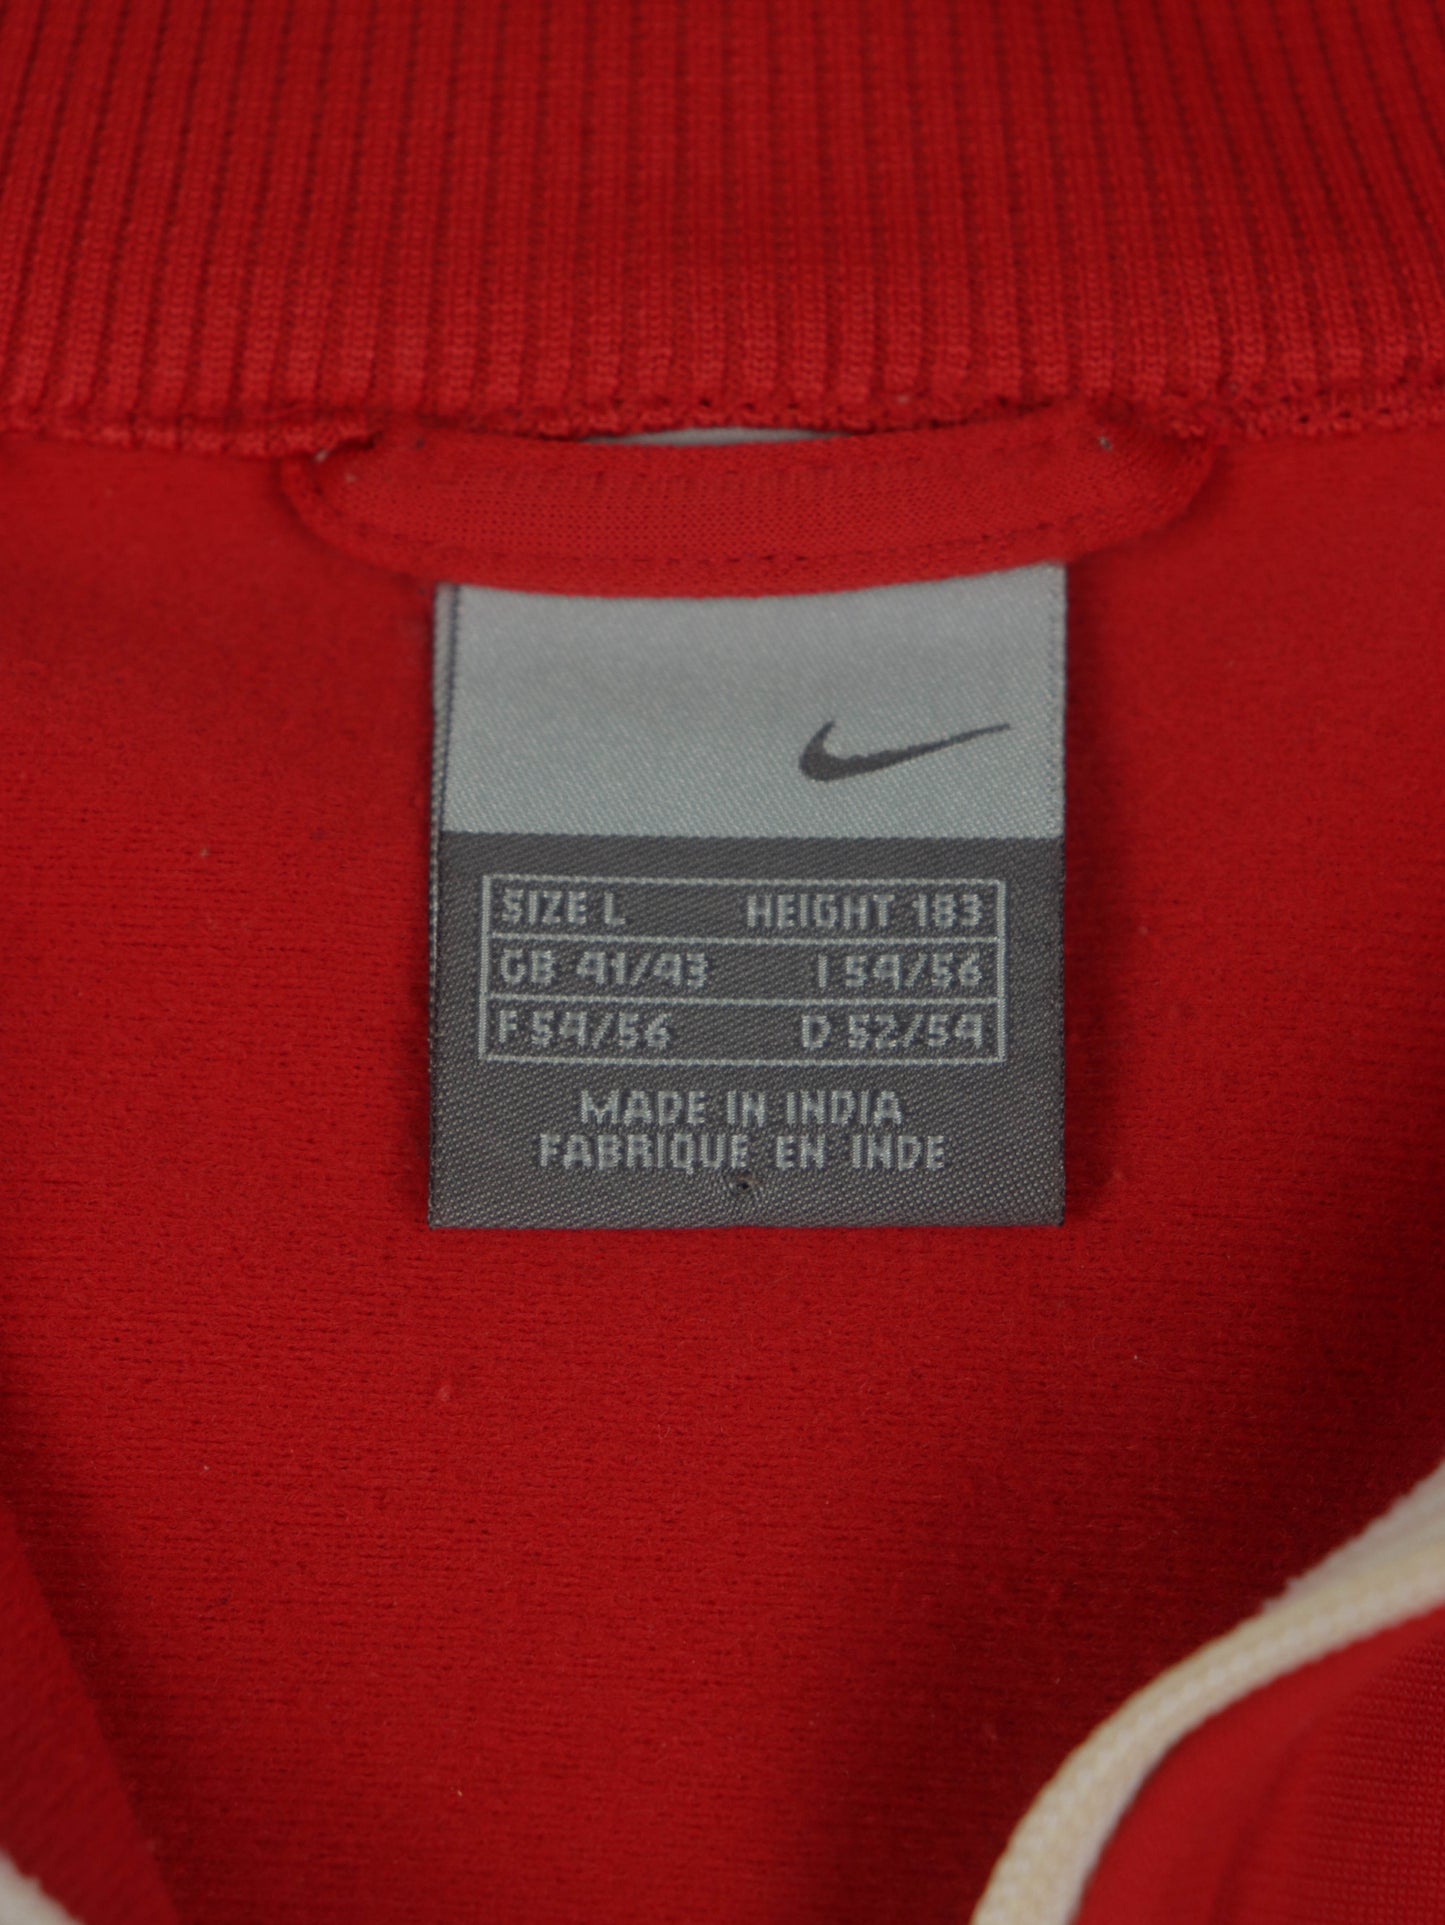 SIZE L HEIGHT 183
GB 41/43 I 54/56
F 54/56 D 52/54
MADE IN INDIA
FABRIQUE EN INDE